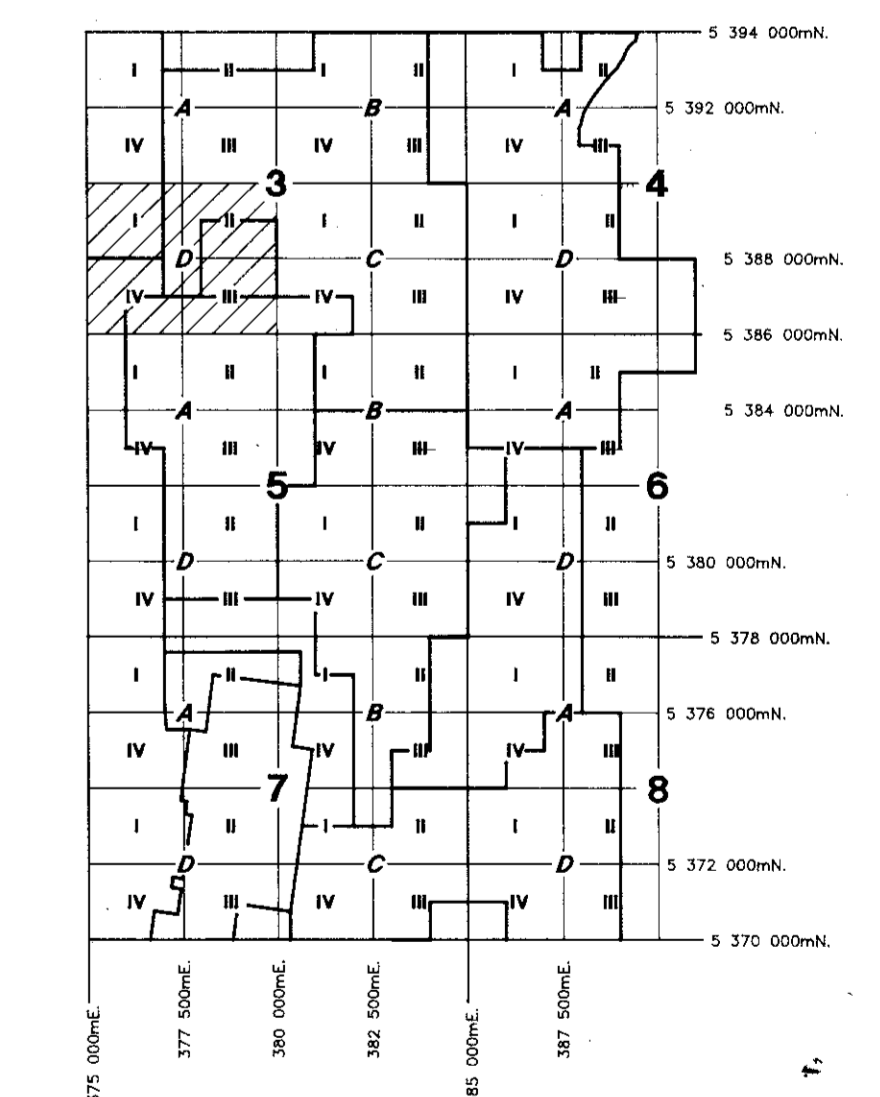 5 394 000mN.
I II I II I II
A B A 5 392 000mN.
IV III IV III IV III
3 4
I II I II I II
D C D 5 388 000mN.
IV III IV III IV III
5 386 000mN.
I II I II I II
A B A 5 384 000mN.
IV III IV III IV III
5 6
I II I II I II
D C D 5 380 000mN.
IV III IV III IV III
5 378 000mN.
I II I II I II
A B A 5 376 000mN.
IV III IV III IV III
7 8
I II I II I II
D C D 5 372 000mN.
IV III IV III IV III
5 370 000mN.
75 000mE.
377 500mE.
380 000mE.
382 500mE.
85 000mE.
387 500mE.